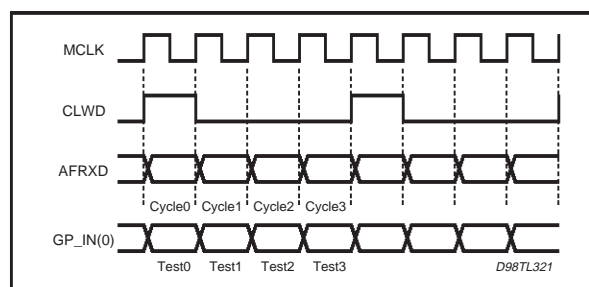 MCLK
CLWD
AFRXD
Cycle0 Cycle1 Cycle2 Cycle3
GP_IN(0)
Test0 Test1 Test2 Test3 D98TL321